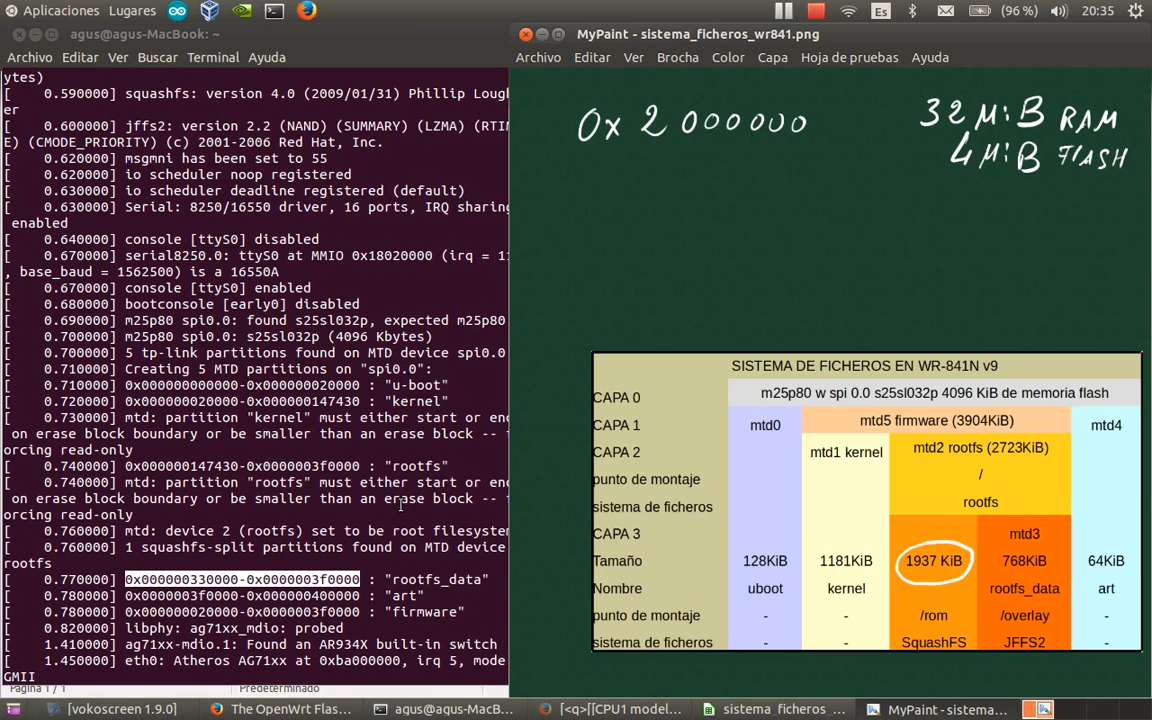 Aplicaciones Lugares Es (96 %) 20:35
agus@agus-MacBook: ~
Archivo Editar Ver Buscar Terminal Ayuda
ytes)
[ 0.590000] squashfs: version 4.0 (2009/01/31) Phillip Lough
er
[ 0.600000] jffs2: version 2.2 (NAND) (SUMMARY) (LZMA) (RTI
E) (CMODE_PRIORITY) (c) 2001-2006 Red Hat, Inc.
[ 0.620000] msgmni has been set to 55
[ 0.620000] io scheduler noop registered
[ 0.630000] io scheduler deadline registered (default)
[ 0.630000] Serial: 8250/16550 driver, 16 ports, IRQ sharing
enabled
[ 0.640000] console [ttyS0] disabled
[ 0.670000] serial8250.0: ttyS0 at MMIO 0x18020000 (irq = 11
, base_baud = 1562500) is a 16550A
[ 0.670000] console [ttyS0] enabled
[ 0.680000] bootconsole [early0] disabled
[ 0.690000] m25p80 spi0.0: found s25sl032p, expected m25p80
[ 0.700000] m25p80 spi0.0: s25sl032p (4096 Kbytes)
[ 0.700000] 5 tp-link partitions found on MTD device spi0.0
[ 0.710000] Creating 5 MTD partitions on "spi0.0":
[ 0.710000] 0x000000000000-0x000000020000 : "u-boot"
[ 0.720000] 0x000000020000-0x000000147430 : "kernel"
[ 0.730000] mtd: partition "kernel" must either start or end
on erase block boundary or be smaller than an erase block -- f
orcing read-only
[ 0.740000] 0x000000147430-0x0000003f0000 : "rootfs"
[ 0.740000] mtd: partition "rootfs" must either start or end
on erase block boundary or be smaller than an erase block -- f
orcing read-only
[ 0.760000] mtd: device 2 (rootfs) set to be root filesystem
[ 0.760000] 1 squashfs-split partitions found on MTD device
rootfs
[ 0.770000] 0x000000330000-0x0000003f0000 : "rootfs_data"
[ 0.780000] 0x0000003f0000-0x000000400000 : "art"
[ 0.780000] 0x000000020000-0x0000003f0000 : "firmware"
[ 0.820000] libphy: ag71xx_mdio: probed
[ 1.410000] ag71xx-mdio.1: Found an AR934X built-in switch
[ 1.450000] eth0: Atheros AG71xx at 0xba000000, irq 5, mode
GMII
Página 1 / 1 Predeterminado
MyPaint - sistema_ficheros_wr841.png
Archivo Editar Ver Brocha Color Capa Hoja de pruebas Ayuda
0x 2 000000 32 MiB RAM
4 MiB FLASH
SISTEMA DE FICHEROS EN WR-841N v9
CAPA 0 m25p80 w spi 0.0 s25sl032p 4096 KiB de memoria flash
CAPA 1 mtd0 mtd5 firmware (3904KiB) mtd4
CAPA 2 mtd1 kernel mtd2 rootfs (2723KiB)
punto de montaje /
sistema de ficheros rootfs
CAPA 3 mtd3
Tamaño 128KiB 1181KiB 1937 KiB 768KiB 64KiB
Nombre uboot kernel rootfs_data art
punto de montaje - - /rom /overlay -
sistema de ficheros - - SquashFS JFFS2 -
[vokoscreen 1.9.0] The OpenWrt Flas... agus@agus-MacB... [<q>[[CPU1 model... sistema_ficheros_... MyPaint - sistema...